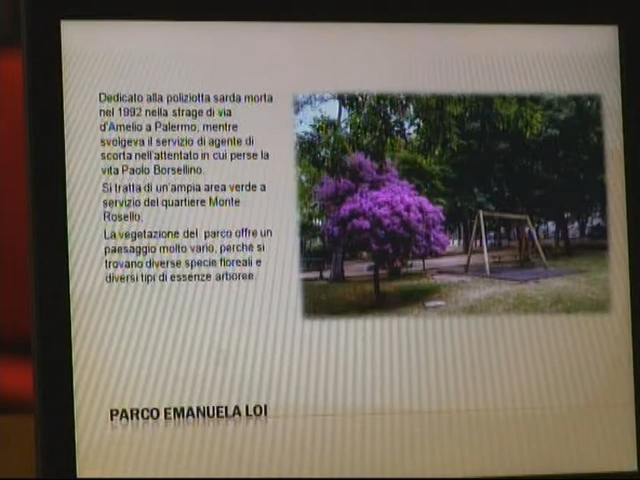 Dedicato alla poliziotta sarda morta
nel 1992 nella strage di via
d'Amelio a Palermo, mentre
svolgeva il servizio di agente di
scorta nell'attentato in cui perse la
vita Paolo Borsellino.
Si tratta di un'ampia area verde a
servizio del quartiere Monte
Rosello.
La vegetazione del parco offre un
paesaggio molto vario, perchè si
trovano diverse specie floreali e
diversi tipi di essenze arboree.
PARCO EMANUELA LOI